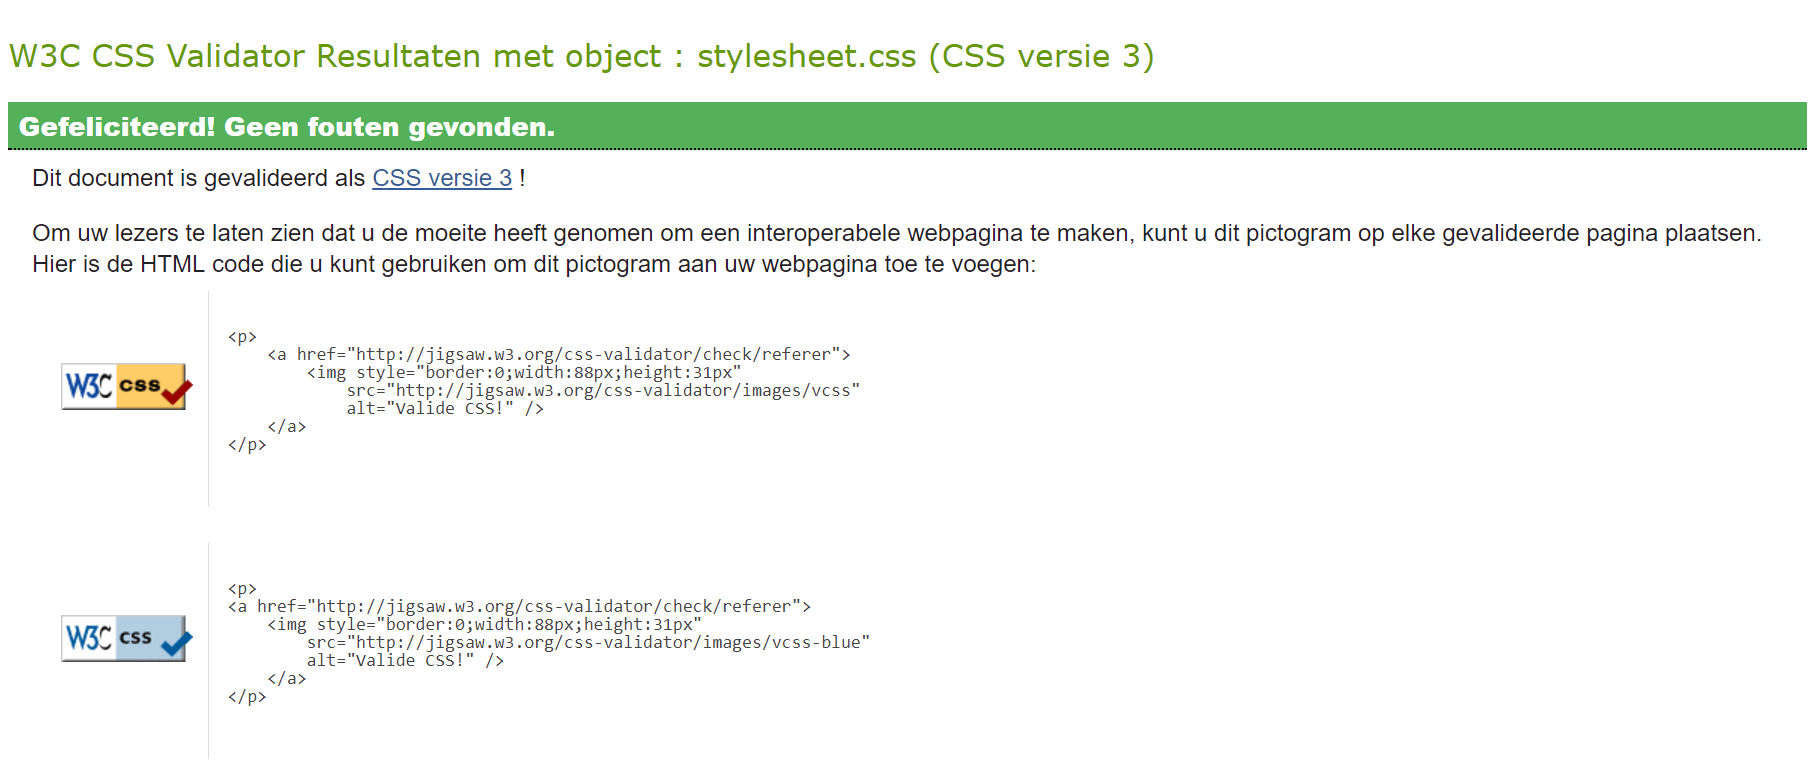 W3C CSS Validator Resultaten met object : stylesheet.css (CSS versie 3)
Gefeliciteerd! Geen fouten gevonden.
Dit document is gevalideerd als CSS versie 3 !
Om uw lezers te laten zien dat u de moeite heeft genomen om een interoperabele webpagina te maken, kunt u dit pictogram op elke gevalideerde pagina plaatsen.
Hier is de HTML code die u kunt gebruiken om dit pictogram aan uw webpagina toe te voegen:
W3C css
<p>
<a href="http://jigsaw.w3.org/css-validator/check/referer">
<img style="border:0;width:88px;height:31px"
src="http://jigsaw.w3.org/css-validator/images/vcss"
alt="Valide CSS!" />
</a>
</p>
W3C css
<p>
<a href="http://jigsaw.w3.org/css-validator/check/referer">
<img style="border:0;width:88px;height:31px"
src="http://jigsaw.w3.org/css-validator/images/vcss-blue"
alt="Valide CSS!" />
</a>
</p>